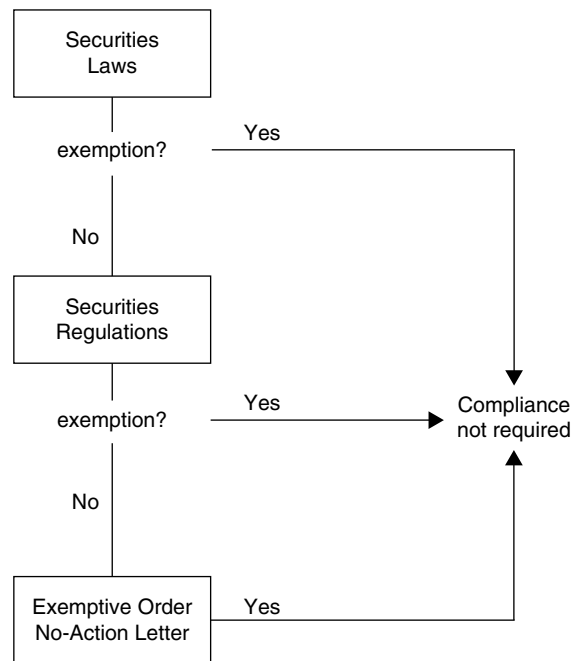 Securities
Laws
Yes
exemption?
No
Securities
Regulations
Yes
exemption?
Compliance
not required
No
Exemptive Order
No-Action Letter
Yes